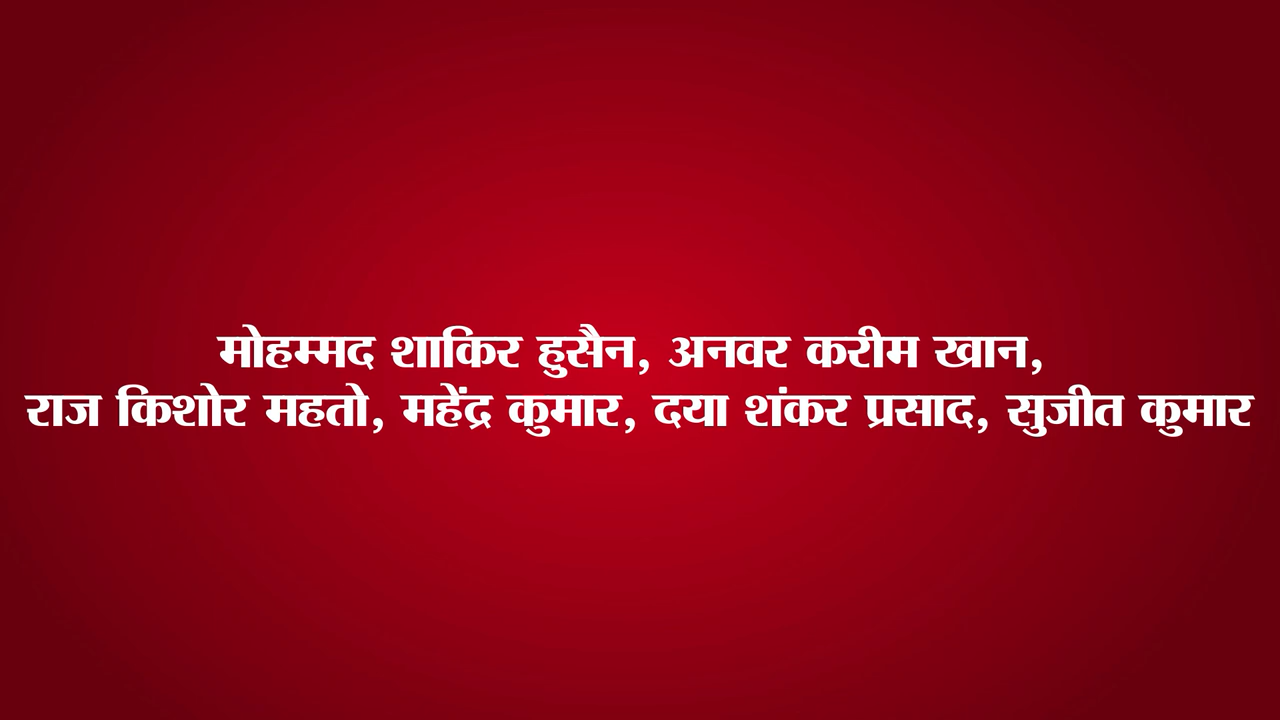 मोहम्मद शाकिर हुसैन, अनवर करीम खान,
राज किशोर महतो, महेंद्र कुमार, दया शंकर प्रसाद, सुजीत कुमार